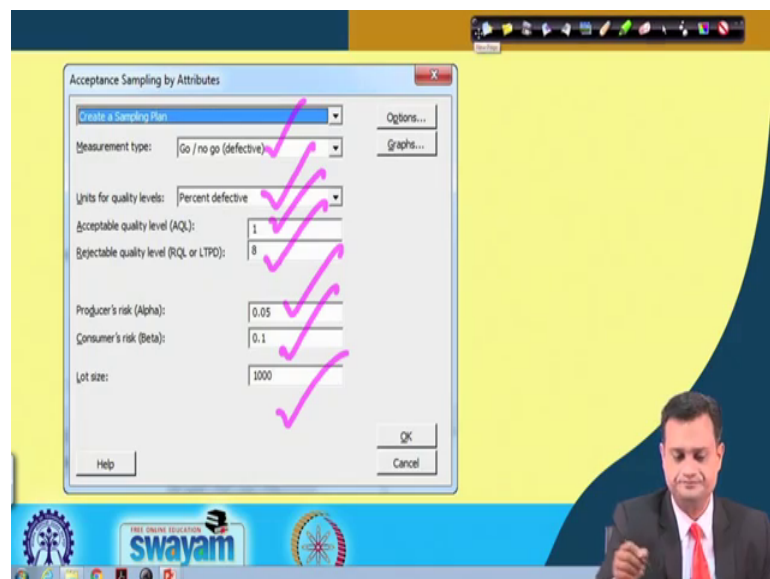 New Page
Acceptance Sampling by Attributes
Create a Sampling Plan
Options...
Measurement type: Go / no go (defective)
Graphs...
Units for quality levels: Percent defective
Acceptable quality level (AQL): 1
Rejectable quality level (RQL or LTPD): 8
Producer's risk (Alpha): 0.05
Consumer's risk (Beta): 0.1
Lot size: 1000
OK
Help
Cancel
FREE ONLINE EDUCATION
swayam